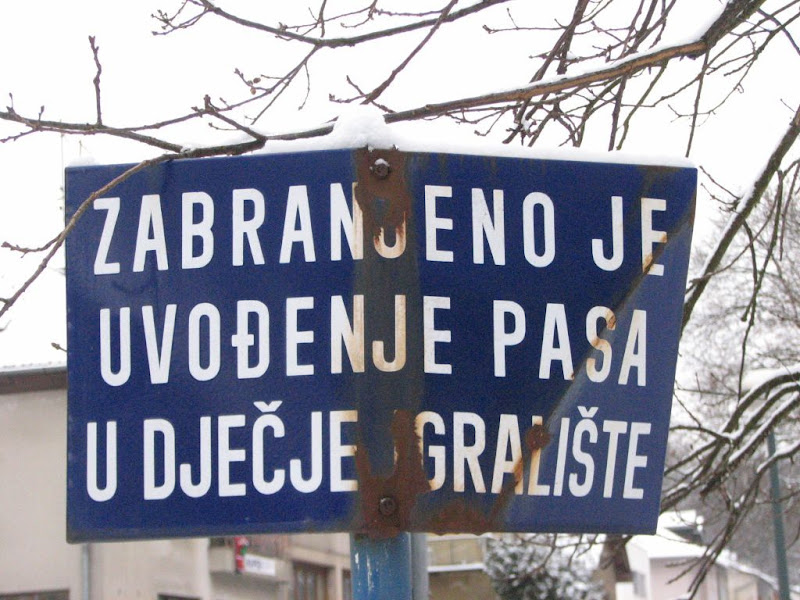 ZABRANJENO JE
UVOĐENJE PASA
U DJEČJE IGRALIŠTE